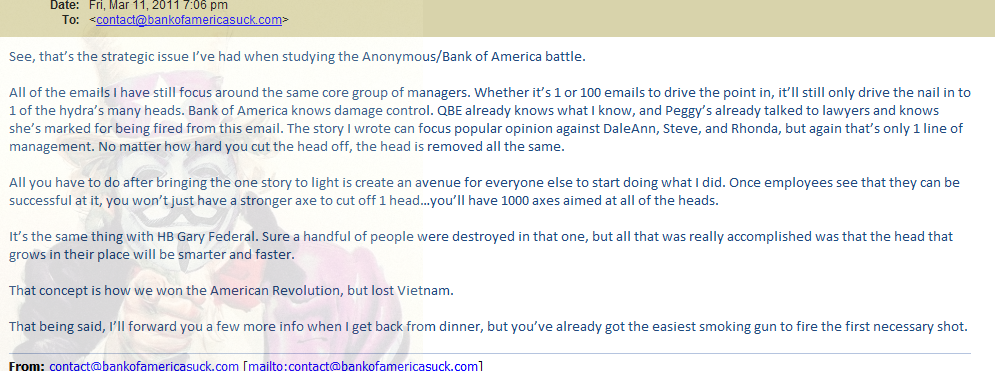 Date: Fri, Mar 11, 2011 7:06 pm
To: <contact@bankofamericasuck.com>
See, that's the strategic issue I've had when studying the Anonymous/Bank of America battle.
All of the emails I have still focus around the same core group of managers. Whether it's 1 or 100 emails to drive the point in, it'll still only drive the nail in to
1 of the hydra's many heads. Bank of America knows damage control. QBE already knows what I know, and Peggy's already talked to lawyers and knows
she's marked for being fired from this email. The story I wrote can focus popular opinion against DaleAnn, Steve, and Rhonda, but again that's only 1 line of
management. No matter how hard you cut the head off, the head is removed all the same.
All you have to do after bringing the one story to light is create an avenue for everyone else to start doing what I did. Once employees see that they can be
successful at it, you won't just have a stronger axe to cut off 1 head…you'll have 1000 axes aimed at all of the heads.
It's the same thing with HB Gary Federal. Sure a handful of people were destroyed in that one, but all that was really accomplished was that the head that
grows in their place will be smarter and faster.
That concept is how we won the American Revolution, but lost Vietnam.
That being said, I'll forward you a few more info when I get back from dinner, but you've already got the easiest smoking gun to fire the first necessary shot.
From: contact@bankofamericasuck.com [mailto:contact@bankofamericasuck.com]